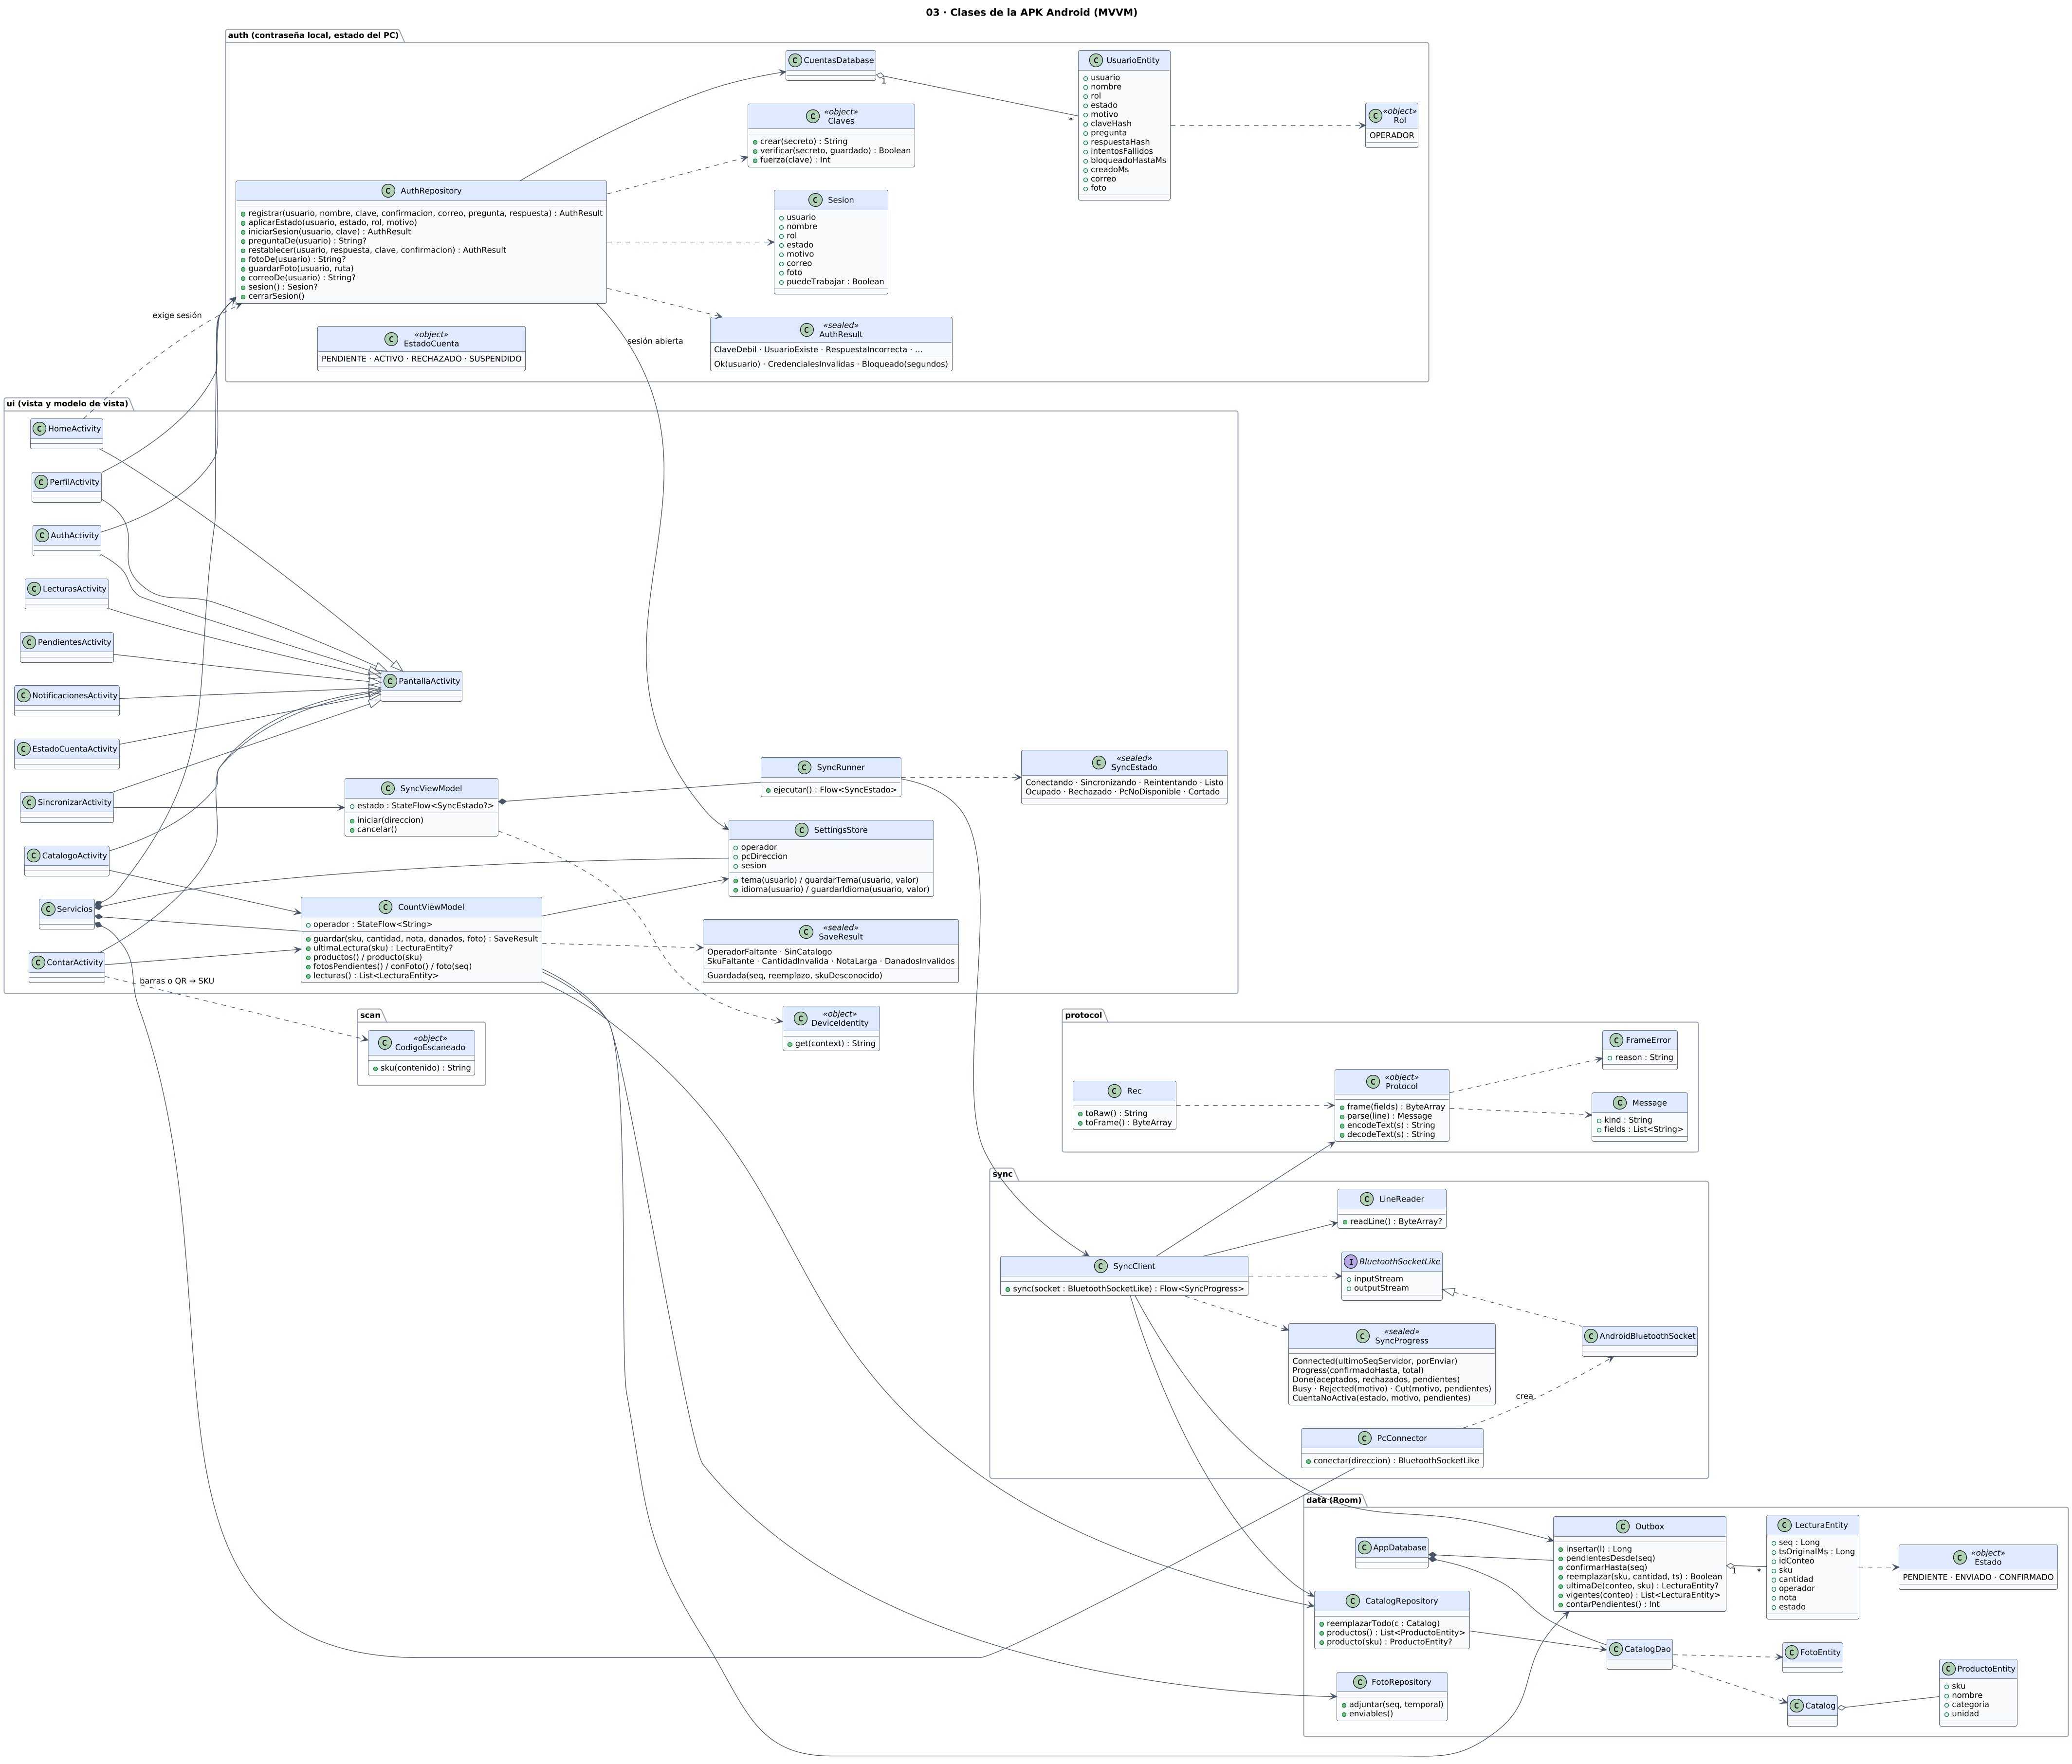 03 · Clases de la APK Android (MVVM)
auth (contraseña local, estado del PC)
C CuentasDatabase
1
*
C UsuarioEntity
usuario
nombre
rol
estado
motivo
claveHash
pregunta
respuestaHash
intentosFallidos
bloqueadoHastaMs
creadoMs
correo
foto
C «object»
Rol
OPERADOR
C «object»
Claves
crear(secreto) : String
verificar(secreto, guardado) : Boolean
fuerza(clave) : Int
C AuthRepository
registrar(usuario, nombre, clave, confirmacion, correo, pregunta, respuesta) : AuthResult
aplicarEstado(usuario, estado, rol, motivo)
iniciarSesion(usuario, clave) : AuthResult
preguntaDe(usuario) : String?
restablecer(usuario, respuesta, clave, confirmacion) : AuthResult
fotoDe(usuario) : String?
guardarFoto(usuario, ruta)
correoDe(usuario) : String?
sesion() : Sesion?
cerrarSesion()
C Sesion
usuario
nombre
rol
estado
motivo
correo
foto
puedeTrabajar : Boolean
exige sesión
C «object»
EstadoCuenta
PENDIENTE · ACTIVO · RECHAZADO · SUSPENDIDO
sesión abierta
C «sealed»
AuthResult
ClaveDebil · UsuarioExiste · RespuestaIncorrecta · ...
Ok(usuario) · CredencialesInvalidas · Bloqueado(segundos)
ui (vista y modelo de vista)
C HomeActivity
C PerfilActivity
C AuthActivity
C LecturasActivity
C PendientesActivity
C NotificacionesActivity
C EstadoCuentaActivity
C SincronizarActivity
C CatalogoActivity
C Servicios
C ContarActivity
C PantallaActivity
C SyncViewModel
estado : StateFlow<SyncEstado?>
iniciar(direccion)
cancelar()
C SyncRunner
ejecutar() : Flow<SyncEstado>
C «sealed»
SyncEstado
Conectando · Sincronizando · Reintentando · Listo
Ocupado · Rechazado · PcNoDisponible · Cortado
C SettingsStore
operador
pcDireccion
sesion
tema(usuario) / guardarTema(usuario, valor)
idioma(usuario) / guardarIdioma(usuario, valor)
C CountViewModel
operador : StateFlow<String>
guardar(sku, cantidad, nota, danados, foto) : SaveResult
ultimaLectura(sku) : LecturaEntity?
productos() / producto(sku)
fotosPendientes() / conFoto() / foto(seq)
lecturas() : List<LecturaEntity>
C «sealed»
SaveResult
OperadorFaltante · SinCatalogo
SkuFaltante · CantidadInvalida · NotaLarga · DanadosInvalidos
Guardada(seq, reemplazo, skuDesconocido)
barras o QR → SKU
scan
C «object»
CodigoEscaneado
sku(contenido) : String
C «object»
DeviceIdentity
get(context) : String
protocol
C Rec
toRaw() : String
toFrame() : ByteArray
C «object»
Protocol
frame(fields) : ByteArray
parse(line) : Message
encodeText(s) : String
decodeText(s) : String
C FrameError
reason : String
C Message
kind : String
fields : List<String>
sync
C LineReader
readLine() : ByteArray?
C SyncClient
sync(socket : BluetoothSocketLike) : Flow<SyncProgress>
I BluetoothSocketLike
inputStream
outputStream
C «sealed»
SyncProgress
Connected(ultimoSeqServidor, porEnviar)
Progress(confirmadoHasta, total)
Done(aceptados, rechazados, pendientes)
Busy · Rejected(motivo) · Cut(motivo, pendientes)
CuentaNoActiva(estado, motivo, pendientes)
C AndroidBluetoothSocket
crea
C PcConnector
conectar(direccion) : BluetoothSocketLike
data (Room)
C AppDatabase
C Outbox
insertar(l) : Long
pendientesDesde(seq)
confirmarHasta(seq)
reemplazar(sku, cantidad, ts) : Boolean
ultimaDe(conteo, sku) : LecturaEntity?
vigentes(conteo) : List<LecturaEntity>
contarPendientes() : Int
1
*
C LecturaEntity
seq : Long
tsOriginalMs : Long
idConteo
sku
cantidad
operador
nota
estado
C «object»
Estado
PENDIENTE · ENVIADO · CONFIRMADO
C CatalogRepository
reemplazarTodo(c : Catalog)
productos() : List<ProductoEntity>
producto(sku) : ProductoEntity?
C CatalogDao
C FotoEntity
C FotoRepository
adjuntar(seq, temporal)
enviables()
C Catalog
C ProductoEntity
sku
nombre
categoria
unidad